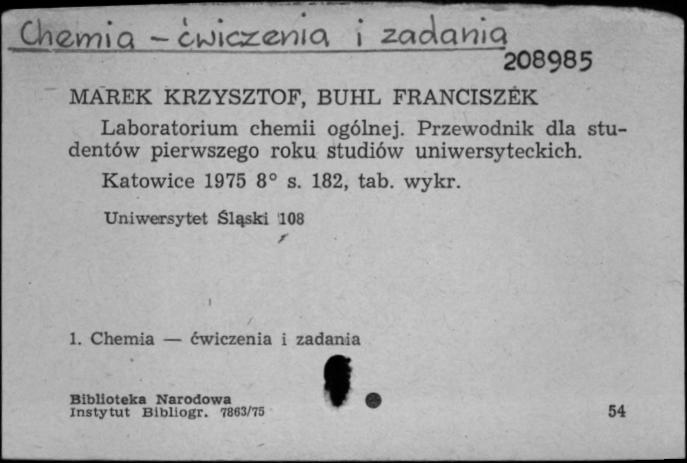 Chemia – ćwiczenia i zadania
208985
MAREK KRZYSZTOF, BUHL FRANCISZEK
Laboratorium chemii ogólnej. Przewodnik dla stu-
dentów pierwszego roku studiów uniwersyteckich.
Katowice 1975 8° s. 182, tab. wykr.
Uniwersytet Śląski 108
1. Chemia — ćwiczenia i zadania
Biblioteka Narodowa
Instytut Bibliogr. 7863/75
54